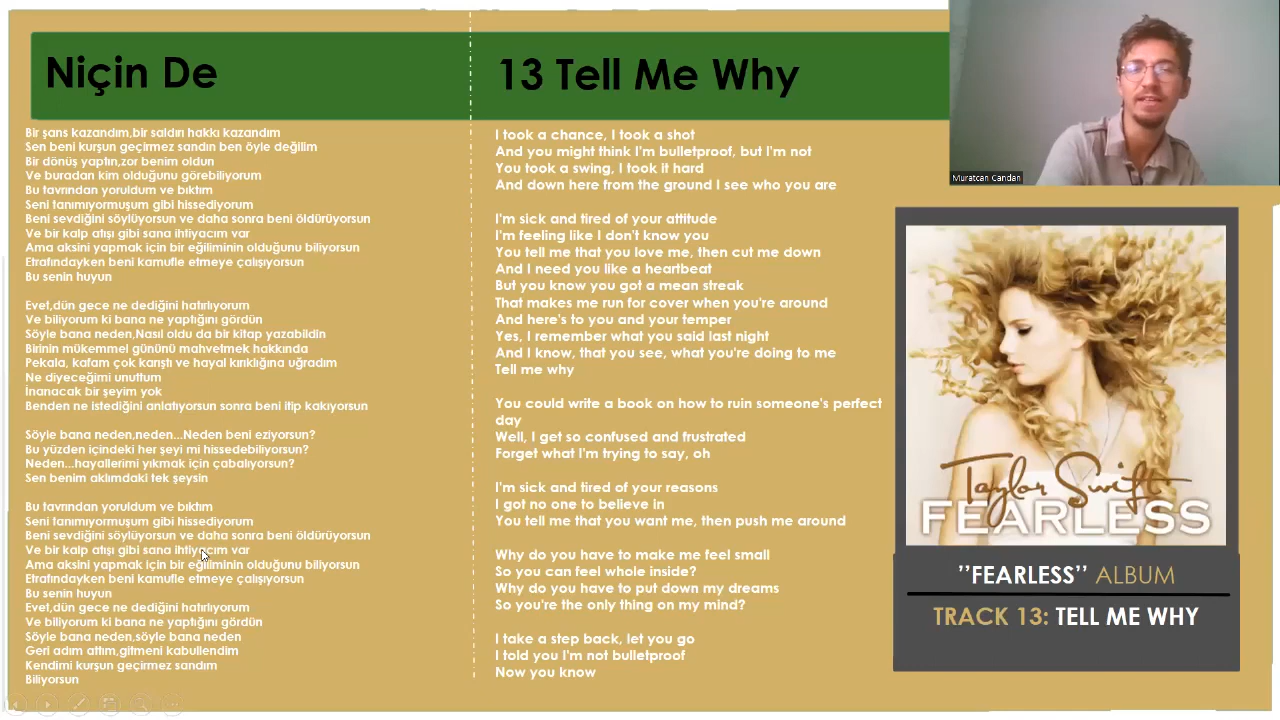 Niçin De
Bir şans kazandım,bir saldırı hakkı kazandım
Sen beni kurşun geçirmez sandın ben öyle değilim
Bir dönüş yaptın,zor benim oldun
Ve buradan kim olduğunu görebiliyorum
Bu tavrından yoruldum ve bıktım
Seni tanımıyormuşum gibi hissediyorum
Beni sevdiğini söylüyorsun ve daha sonra beni öldürüyorsun
Ve bir kalp atışı gibi sana ihtiyacım var
Ama aksini yapmak için bir eğiliminin olduğunu biliyorsun
Etrafındayken beni kamufle etmeye çalışıyorsun
Bu senin huyun
Evet,dün gece ne dediğini hatırlıyorum
Ve biliyorum ki bana ne yaptığını gördün
Söyle bana neden,Nasıl oldu da bir kitap yazabildin
Birinin mükemmel gününü mahvetmek hakkında
Pekala, kafam çok karıştı ve hayal kırıklığına uğradım
Ne diyeceğimi unuttum
İnanacak bir şeyim yok
Benden ne istediğini anlatıyorsun sonra beni itip kakıyorsun
Söyle bana neden,neden...Neden beni eziyorsun?
Bu yüzden içindeki her şeyi mi hissedebiliyorsun?
Neden...hayallerimi yıkmak için çabalıyorsun?
Sen benim aklımdaki tek şeysin
Bu tavrından yoruldum ve bıktım
Seni tanımıyormuşum gibi hissediyorum
Beni sevdiğini söylüyorsun ve daha sonra beni öldürüyorsun
Ve bir kalp atışı gibi sana ihtiyacım var
Ama aksini yapmak için bir eğiliminin olduğunu biliyorsun
Etrafındayken beni kamufle etmeye çalışıyorsun
Bu senin huyun
Evet,dün gece ne dediğini hatırlıyorum
Ve biliyorum ki bana ne yaptığını gördün
Söyle bana neden,söyle bana neden
Geri adım attım,gitmeni kabullendim
Kendimi kurşun geçirmez sandım
Biliyorsun
13 Tell Me Why
I took a chance, I took a shot
And you might think I'm bulletproof, but I'm not
You took a swing, I took it hard
And down here from the ground I see who you are
I'm sick and tired of your attitude
I'm feeling like I don't know you
You tell me that you love me, then cut me down
And I need you like a heartbeat
But you know you got a mean streak
That makes me run for cover when you're around
And here's to you and your temper
Yes, I remember what you said last night
And I know, that you see, what you're doing to me
Tell me why
You could write a book on how to ruin someone's perfect
day
Well, I get so confused and frustrated
Forget what I'm trying to say, oh
I'm sick and tired of your reasons
I got no one to believe in
You tell me that you want me, then push me around
Why do you have to make me feel small
So you can feel whole inside?
Why do you have to put down my dreams
So you're the only thing on my mind?
I take a step back, let you go
I told you I'm not bulletproof
Now you know
Muratcan Candan
Taylor Swift
FEARLESS
’’FEARLESS’’ ALBUM
TRACK 13: TELL ME WHY